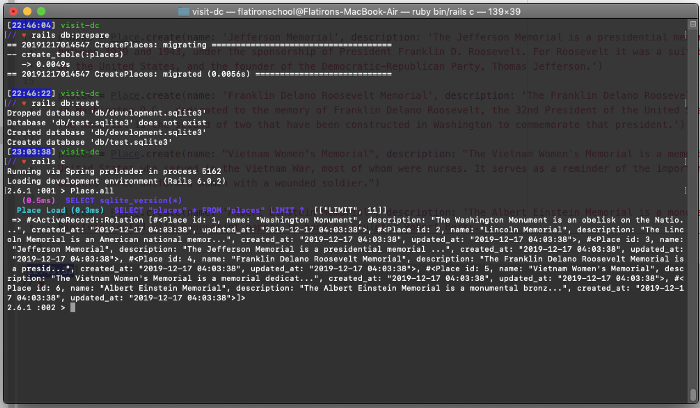 visit-dc — flatironschool@Flatirons-MacBook-Air — ruby bin/rails c — 139×39
[22:46:04] visit-dc
// ♥ rails db:prepare
== 20191217014547 CreatePlaces: migrating ===================================
-- create_table(:places)
-> 0.0049s
== 20191217014547 CreatePlaces: migrated (0.0056s) ============================
[22:46:22] visit-dc
// ♥ rails db:reset
Dropped database 'db/development.sqlite3'
Database 'db/test.sqlite3' does not exist
Created database 'db/development.sqlite3'
Created database 'db/test.sqlite3'
[23:03:38] visit-dc
// ♥ rails c
Running via Spring preloader in process 5162
Loading development environment (Rails 6.0.2)
2.6.1 :001 > Place.all
(0.5ms) SELECT sqlite_version(*)
Place Load (0.3ms) SELECT "places".* FROM "places" LIMIT ? [["LIMIT", 11]]
=> #<ActiveRecord::Relation [#<Place id: 1, name: "Washington Monument", description: "The Washington Monument is an obelisk on the Natio.
..", created_at: "2019-12-17 04:03:38", updated_at: "2019-12-17 04:03:38">, #<Place id: 2, name: "Lincoln Memorial", description: "The Linc
oln Memorial is an American national memor...", created_at: "2019-12-17 04:03:38", updated_at: "2019-12-17 04:03:38">, #<Place id: 3, name:
"Jefferson Memorial", description: "The Jefferson Memorial is a presidential memorial ...", created_at: "2019-12-17 04:03:38", updated_at:
"2019-12-17 04:03:38">, #<Place id: 4, name: "Franklin Delano Roosevelt Memorial", description: "The Franklin Delano Roosevelt Memorial is
a presid...", created_at: "2019-12-17 04:03:38", updated_at: "2019-12-17 04:03:38">, #<Place id: 5, name: "Vietnam Women's Memorial", desc
ription: "The Vietnam Women's Memorial is a memorial dedicat...", created_at: "2019-12-17 04:03:38", updated_at: "2019-12-17 04:03:38">, #<
Place id: 6, name: "Albert Einstein Memorial", description: "The Albert Einstein Memorial is a monumental bronz...", created_at: "2019-12-1
7 04:03:38", updated_at: "2019-12-17 04:03:38">]>
2.6.1 :002 >